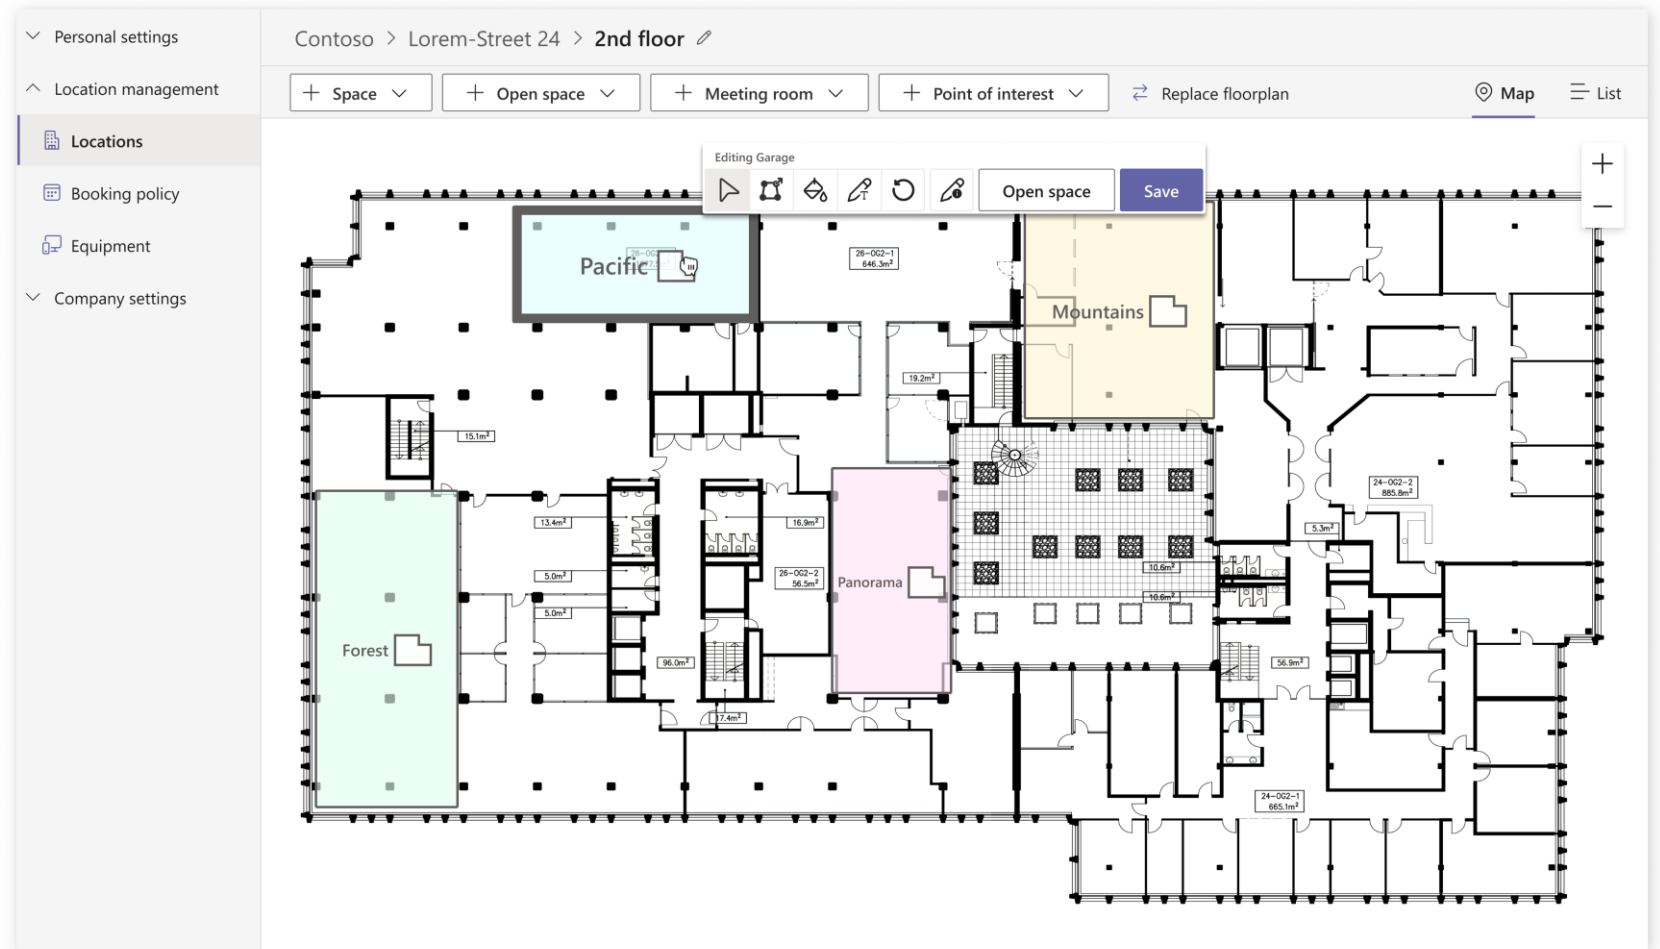 Personal settings
Location management
Locations
Booking policy
Equipment
Company settings
Contoso > Lorem-Street 24 > 2nd floor
+ Space
+ Open space
+ Meeting room
+ Point of interest
Replace floorplan
Map
List
Editing Garage
Open space
Save
Pacific
26-OG2-1
646.3m²
Mountains
19.2m²
15.1m²
24-OG2-2
885.8m²
13.4m²
16.9m²
5.3m²
10.6m²
5.0m²
26-OG2-2
56.5m²
Panorama
10.6m²
5.0m²
Forest
96.0m²
56.9m²
17.4m²
24-OG2-1
665.1m²